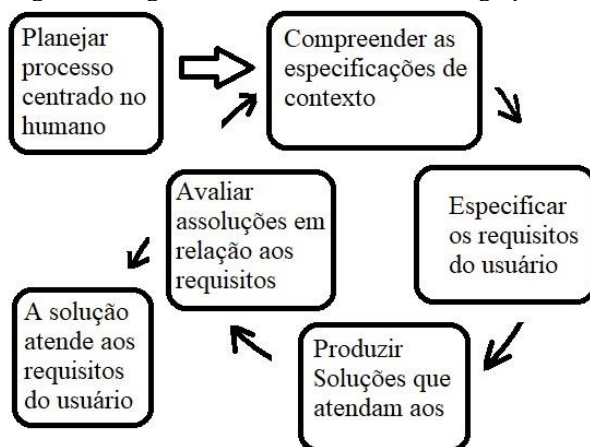 Planejar
processo
centrado no
humano
Compreender as
especificações de
contexto
Especificar
os requisitos
do usuário
Produzir
Soluções que
atendam aos
Avaliar
assoluções em
relação aos
requisitos
A solução
atende aos
requisitos
do usuário